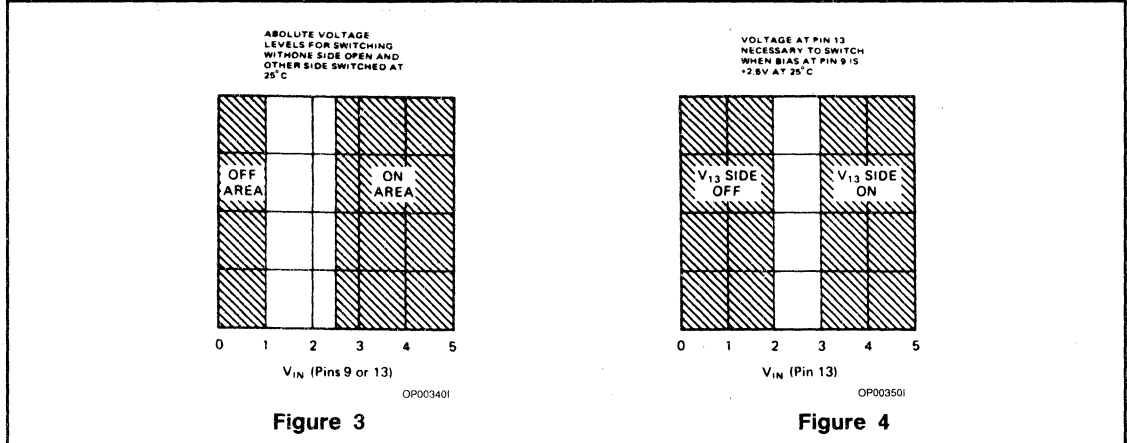 ABOLUTE VOLTAGE
LEVELS FOR SWITCHING
WITHONE SIDE OPEN AND
OTHER SIDE SWITCHED AT
25°C
OFF
AREA
ON
AREA
0 1 2 3 4 5
VIN (Pins 9 or 13)
OP00340I
Figure 3
VOLTAGE AT PIN 13
NECESSARY TO SWITCH
WHEN BIAS AT PIN 9 IS
+2.5V AT 25°C
V13 SIDE
OFF
V13 SIDE
ON
0 1 2 3 4 5
VIN (Pin 13)
OP00350I
Figure 4